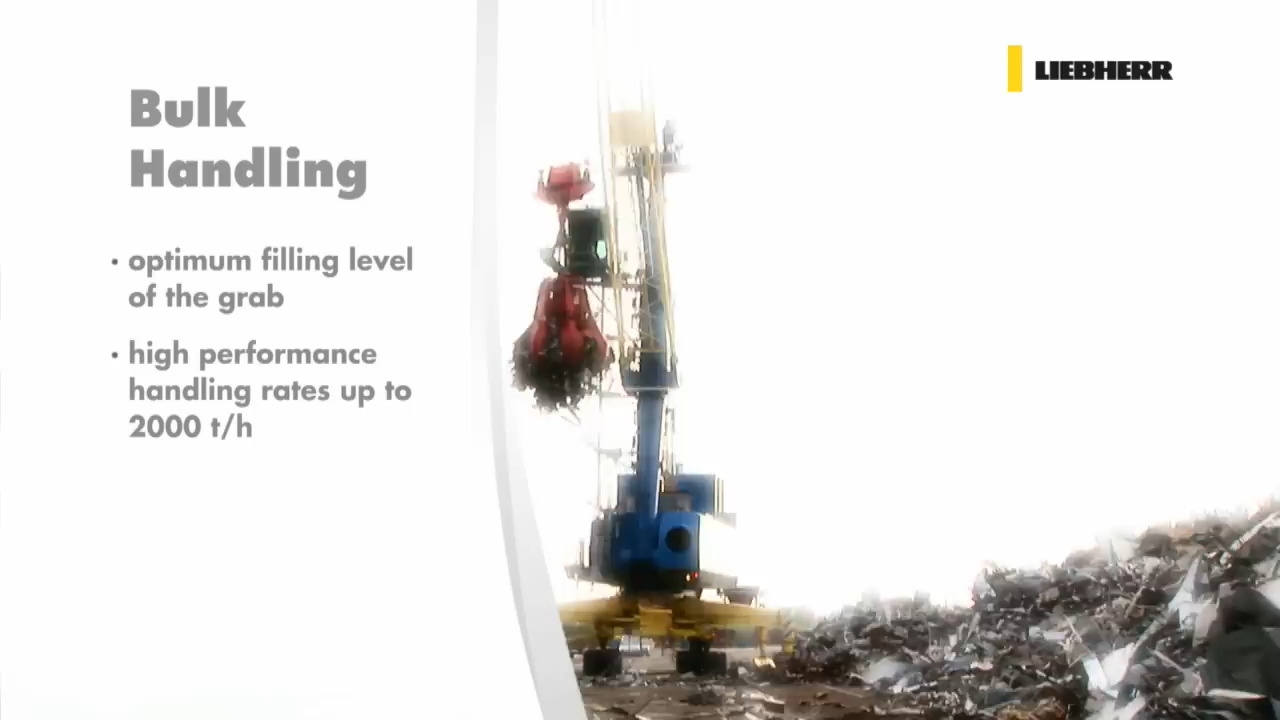 LIEBHERR
Bulk
Handling
• optimum filling level
of the grab
• high performance
handling rates up to
2000 t/h